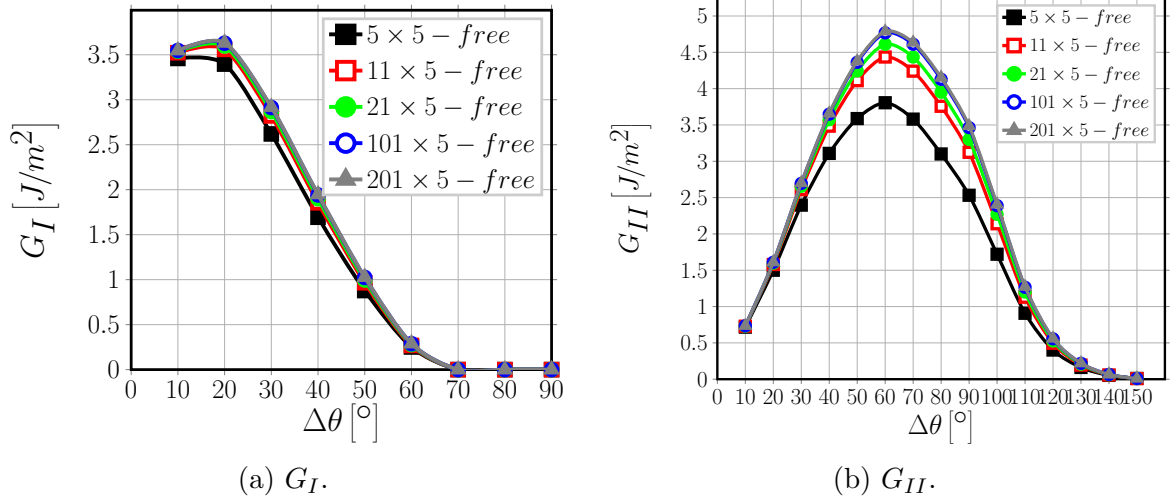 G_I [J/m^2]
3.5
3
2
1.5
1
0.5
0
0 10 20 30 40 50 60 70 80 90
Δθ [°]
5 × 5 − free
11 × 5 − free
21 × 5 − free
101 × 5 − free
201 × 5 − free
(a) G_I.
G_II [J/m^2]
5
4.5
4
3.5
3
2.5
2
1.5
1
0.5
0
0 10 20 30 40 50 60 70 80 90 100 110 120 130 140 150
Δθ [°]
5 × 5 − free
11 × 5 − free
21 × 5 − free
101 × 5 − free
201 × 5 − free
(b) G_II.